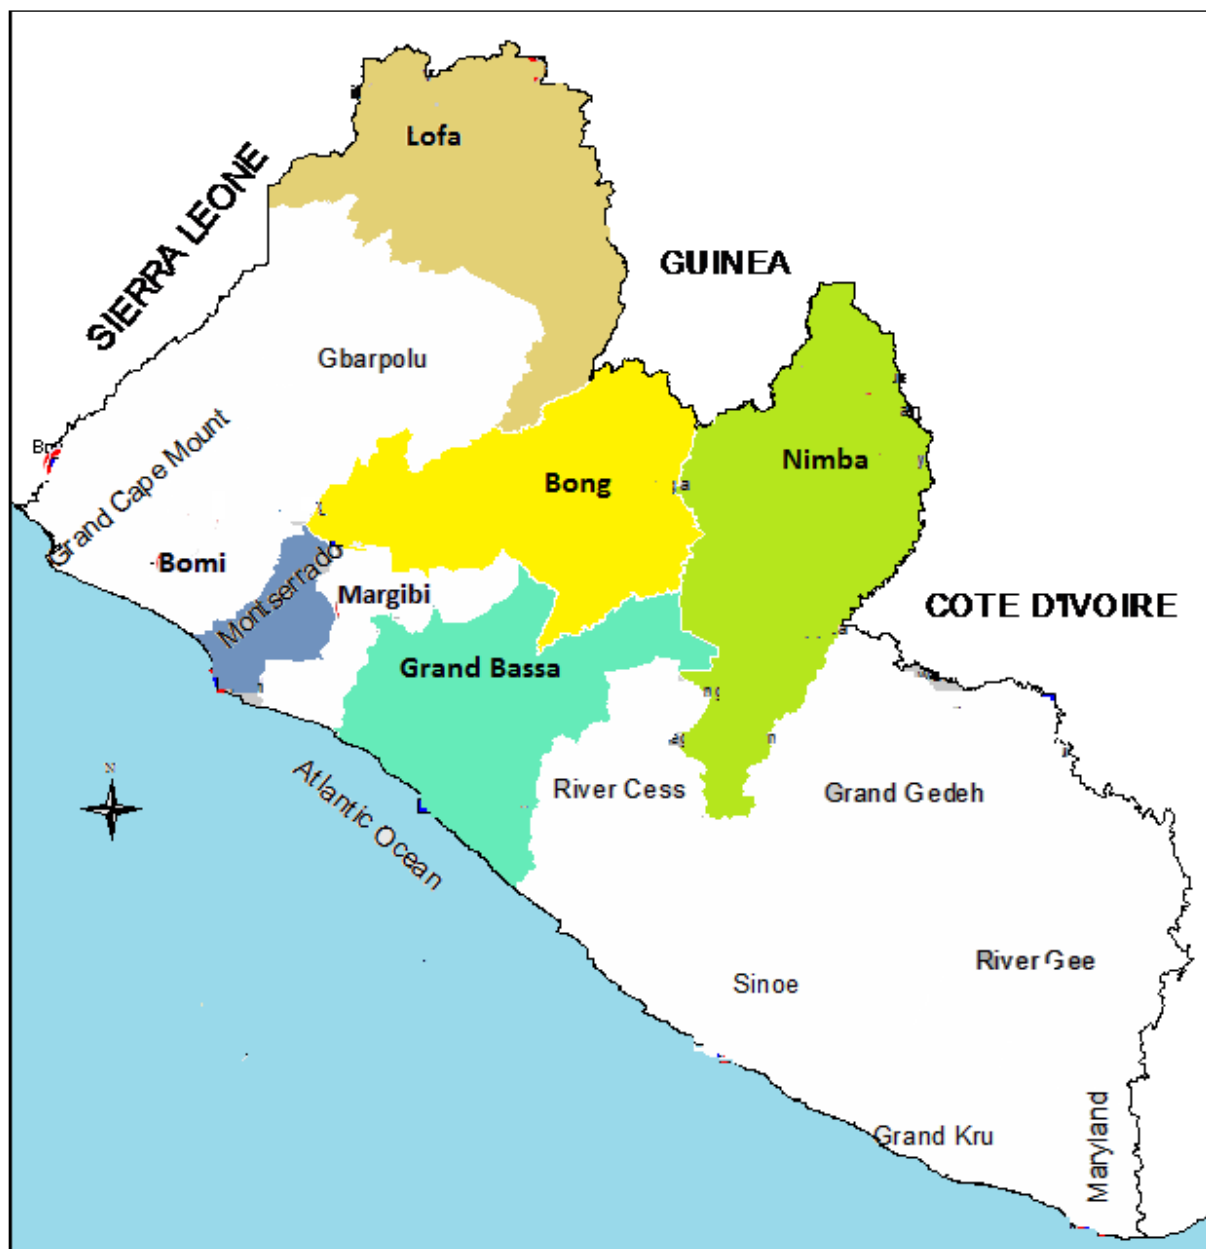 Lofa
SIERRA LEONE
GUINEA
Gbarpolu
Grand Cape Mount
Nimba
Bong
Bomi
Montserrado
Margibi
COTE D'IVOIRE
Grand Bassa
N
Atlantic Ocean
River Cess
Grand Gedeh
River Gee
Sinoe
Grand Kru
Maryland